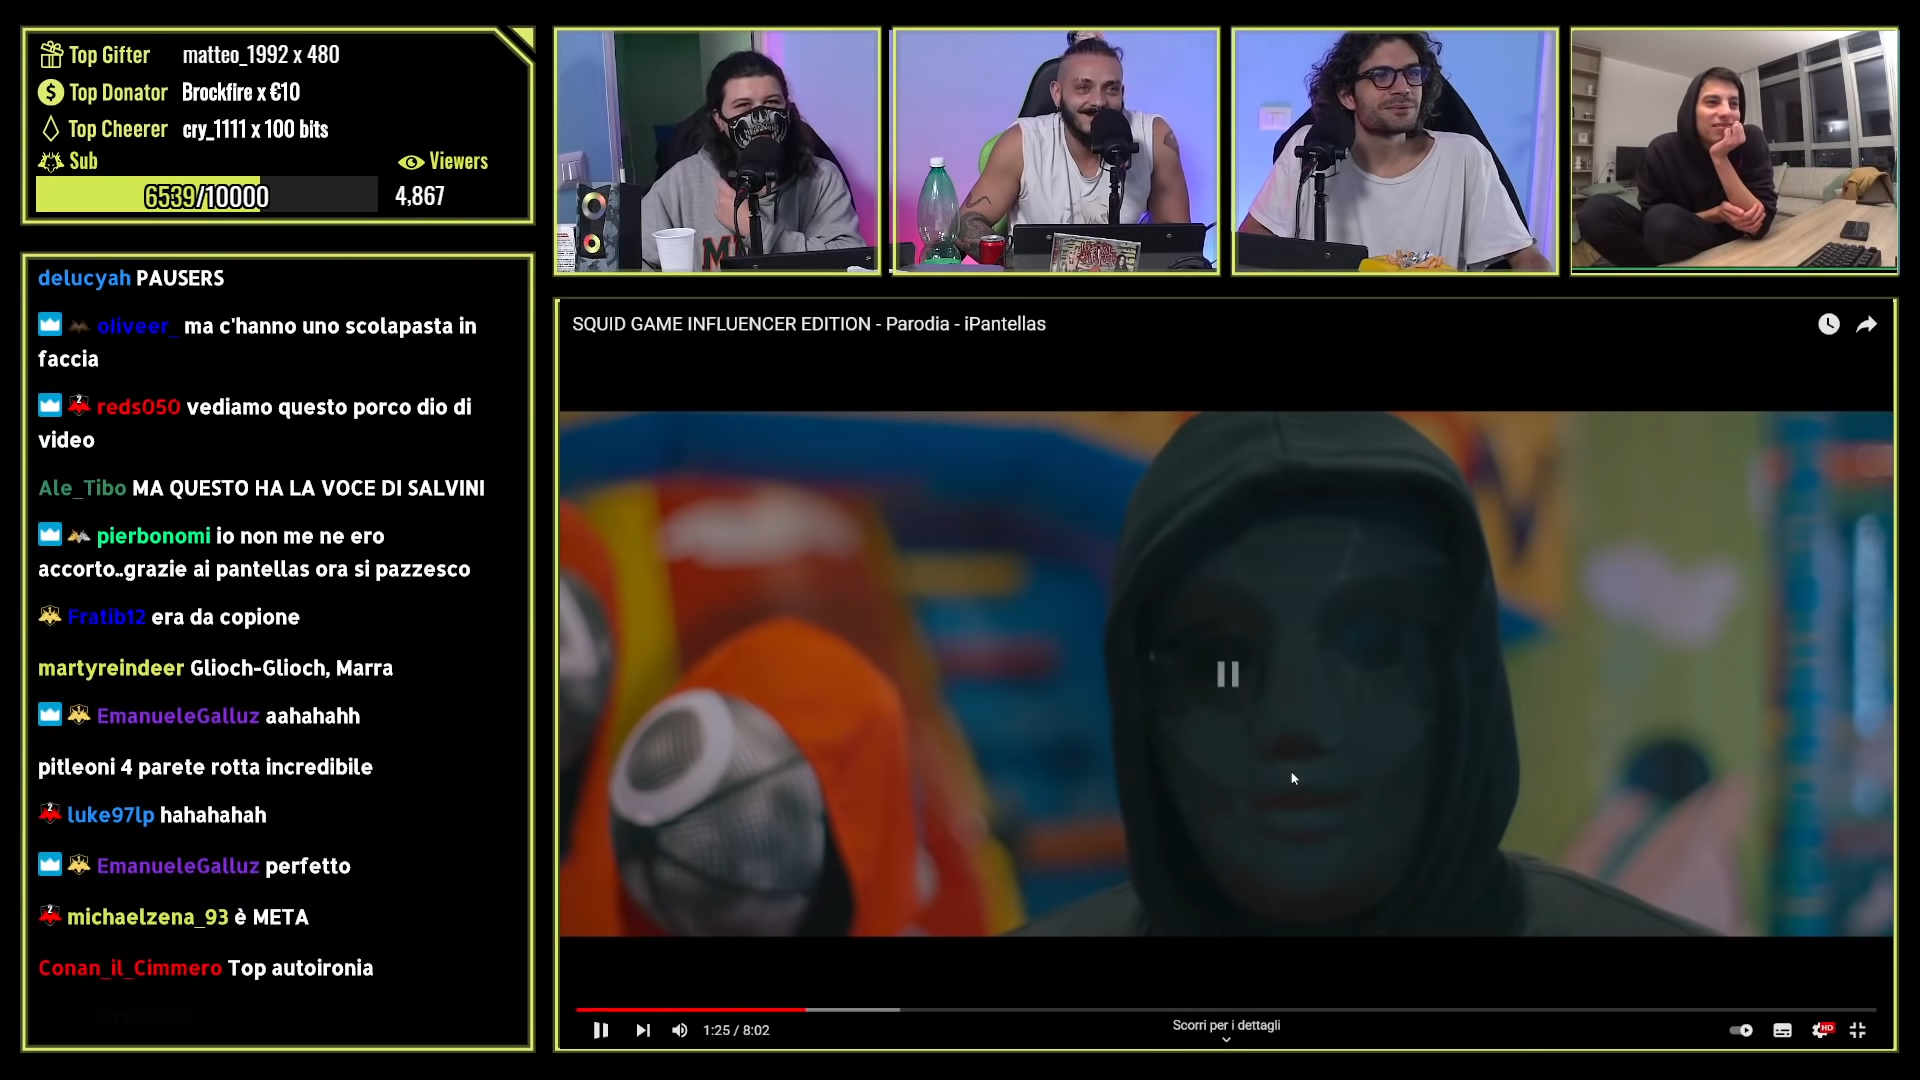 Top Gifter matteo_1992 x 480
Top Donator Brockfire x €10
Top Cheerer cry_1111 x 100 bits
Sub Viewers
6539/10000 4,867
delucyah PAUSERS
oliveer_ ma c'hanno uno scolapasta in
faccia
reds050 vediamo questo porco dio di
video
Ale_Tibo MA QUESTO HA LA VOCE DI SALVINI
pierbonomi io non me ne ero
accorto..grazie ai pantellas ora si pazzesco
Fratib12 era da copione
martyreindeer Glioch-Glioch, Marra
EmanueleGalluz aahahahh
pitleoni 4 parete rotta incredibile
luke97lp hahahahah
EmanueleGalluz perfetto
michaelzena_93 è META
Conan_il_Cimmero Top autoironia
SQUID GAME INFLUENCER EDITION - Parodia - iPantellas
1:25 / 8:02
Scorri per i dettagli
HD